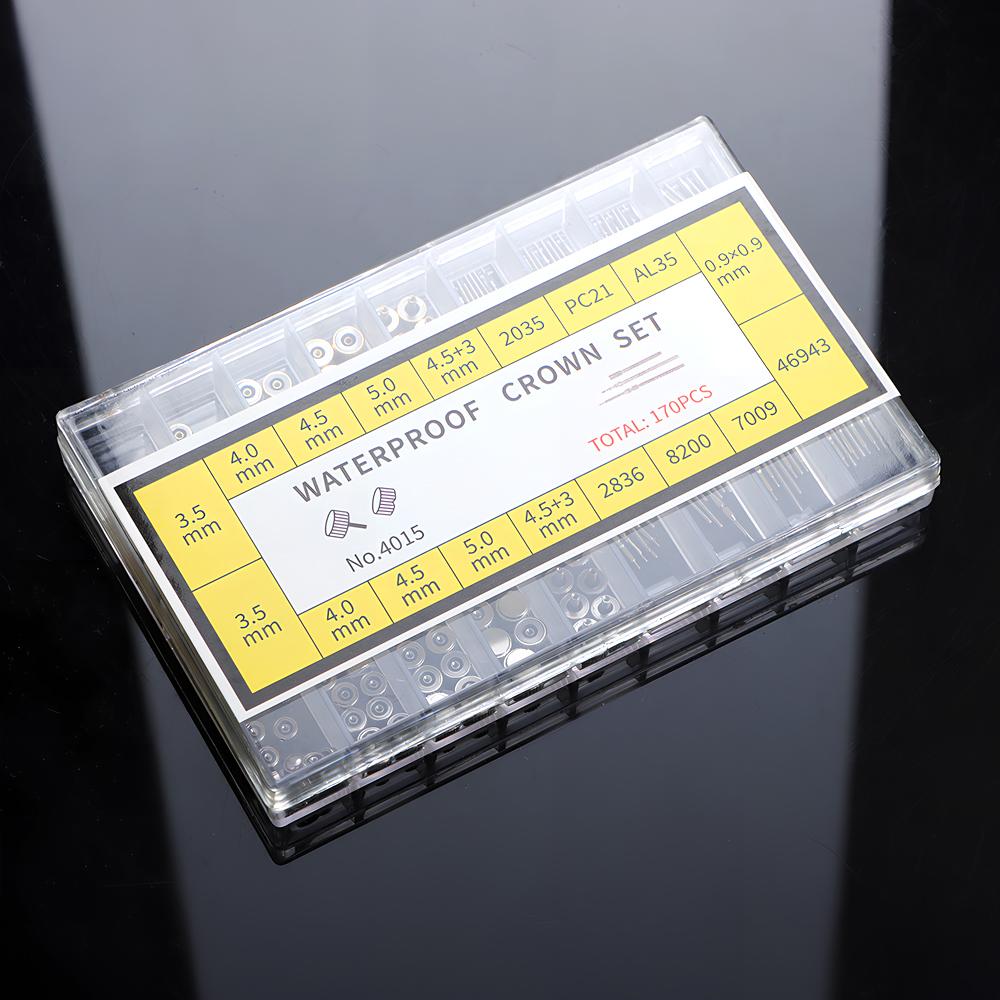 3.5
mm
4.0
mm
4.5
mm
5.0
mm
4.5+3
mm
2035
PC21
AL35
0.9×0.9
mm
WATERPROOF CROWN SET
TOTAL: 170PCS
No.4015
3.5
mm
4.0
mm
4.5
mm
5.0
mm
4.5+3
mm
2836
8200
7009
46943